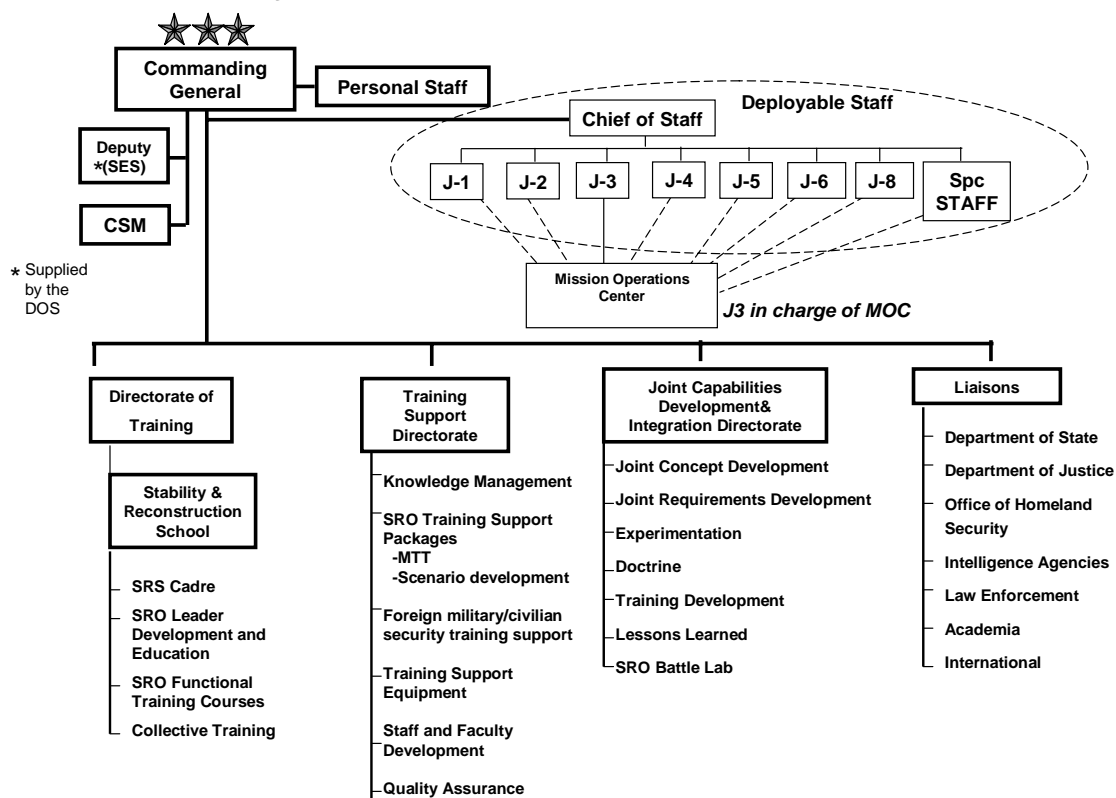 Commanding
General
Personal Staff
Deployable Staff
Chief of Staff
Deputy
*(SES)
CSM
J-1
J-2
J-3
J-4
J-5
J-6
J-8
Spc
STAFF
* Supplied
by the
DOS
Mission Operations
Center
J3 in charge of MOC
Directorate of
Training
Stability &
Reconstruction
School
SRS Cadre
SRO Leader
Development and
Education
SRO Functional
Training Courses
Collective Training
Training
Support
Directorate
Knowledge Management
SRO Training Support
Packages
-MTT
-Scenario development
Foreign military/civilian
security training support
Training Support
Equipment
Staff and Faculty
Development
Quality Assurance
Joint Capabilities
Development&
Integration Directorate
Joint Concept Development
Joint Requirements Development
Experimentation
Doctrine
Training Development
Lessons Learned
SRO Battle Lab
Liaisons
Department of State
Department of Justice
Office of Homeland
Security
Intelligence Agencies
Law Enforcement
Academia
International